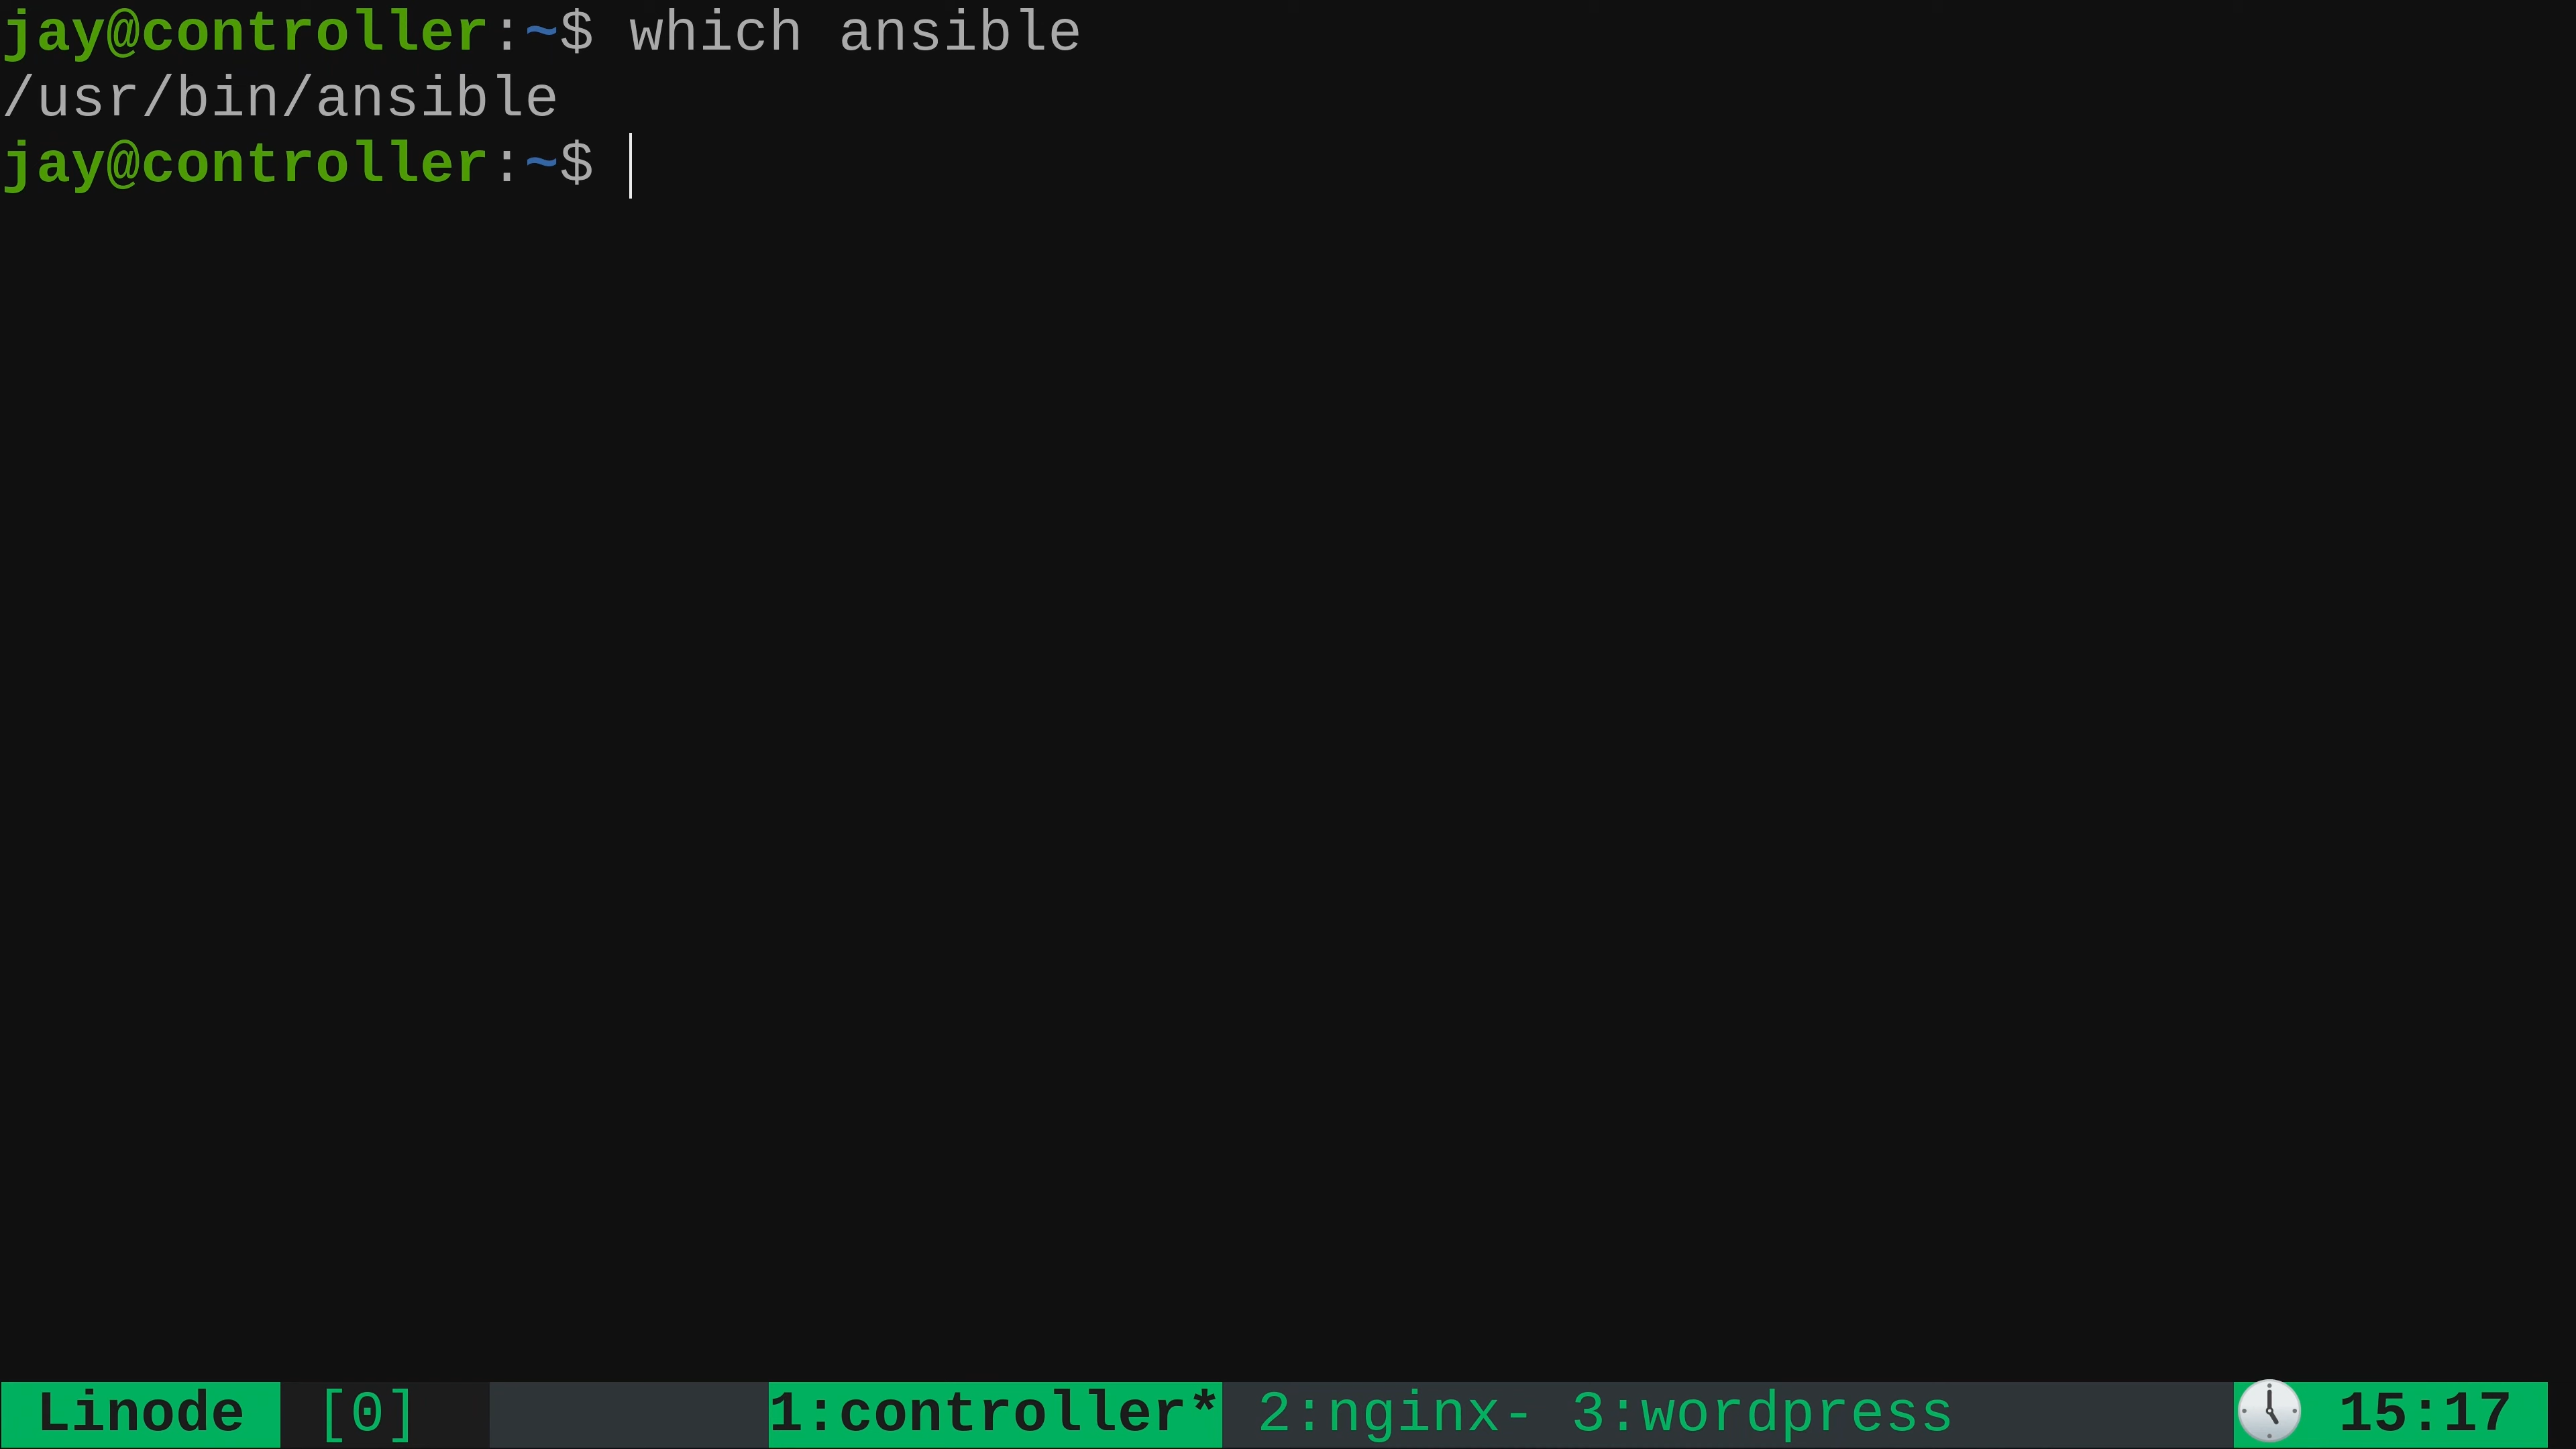 jay@controller:~$ which ansible
/usr/bin/ansible
jay@controller:~$
Linode [0] 1:controller* 2:nginx- 3:wordpress 15:17